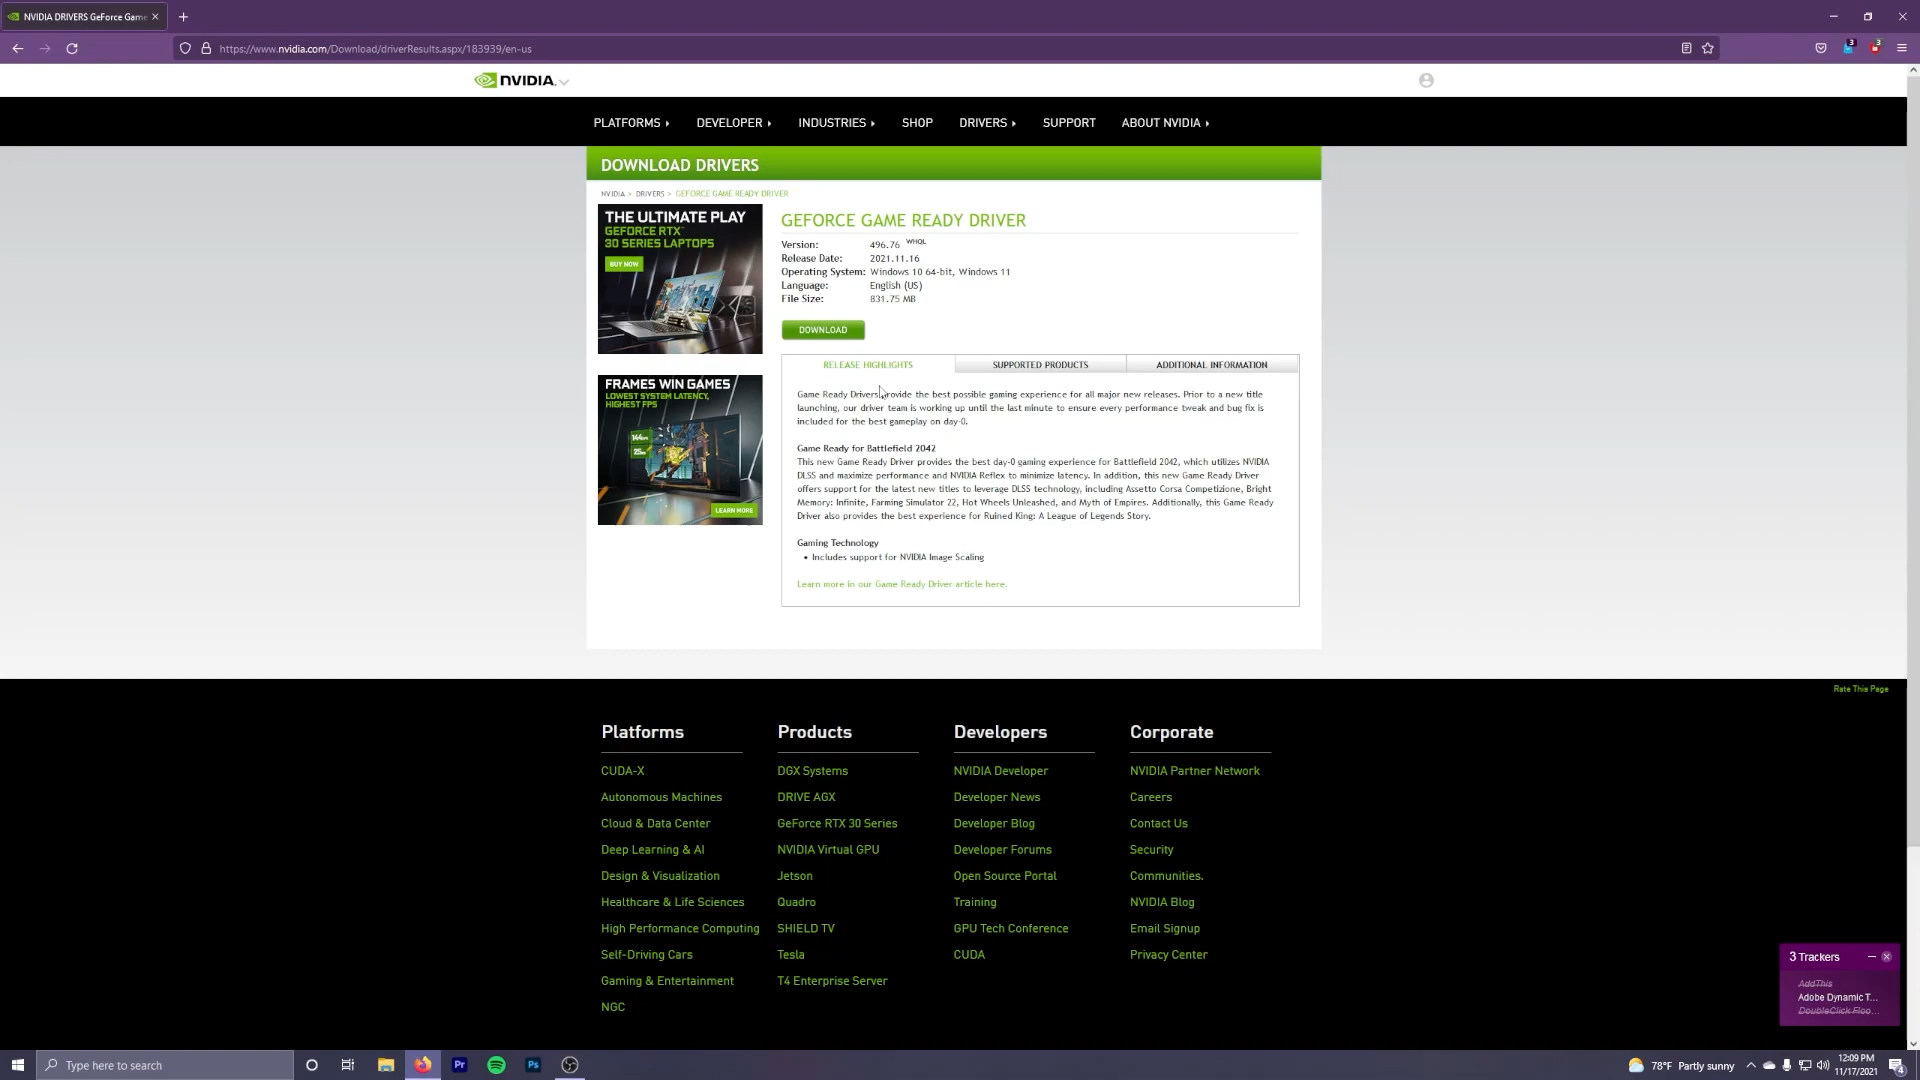 NVIDIA DRIVERS GeForce Game
https://www.nvidia.com/Download/driverResults.aspx/183939/en-us
3
3
NVIDIA.
PLATFORMS
DEVELOPER
INDUSTRIES
SHOP
DRIVERS
SUPPORT
ABOUT NVIDIA
DOWNLOAD DRIVERS
NVIDIA > DRIVERS > GEFORCE GAME READY DRIVER
THE ULTIMATE PLAY
GEFORCE RTX™
30 SERIES LAPTOPS
BUY NOW
FRAMES WIN GAMES
LOWEST SYSTEM LATENCY,
HIGHEST FPS
LEARN MORE
GEFORCE GAME READY DRIVER
Version: 496.76 WHQL
Release Date: 2021.11.16
Operating System: Windows 10 64-bit, Windows 11
Language: English (US)
File Size: 831.75 MB
DOWNLOAD
RELEASE HIGHLIGHTS
SUPPORTED PRODUCTS
ADDITIONAL INFORMATION
Game Ready Drivers provide the best possible gaming experience for all major new releases. Prior to a new title
launching, our driver team is working up until the last minute to ensure every performance tweak and bug fix is
included for the best gameplay on day-0.
Game Ready for Battlefield 2042
This new Game Ready Driver provides the best day-0 gaming experience for Battlefield 2042, which utilizes NVIDIA
DLSS and maximize performance and NVIDIA Reflex to minimize latency. In addition, this new Game Ready Driver
offers support for the latest new titles to leverage DLSS technology, including Assetto Corsa Competizione, Bright
Memory: Infinite, Farming Simulator 22, Hot Wheels Unleashed, and Myth of Empires. Additionally, this Game Ready
Driver also provides the best experience for Ruined King: A League of Legends Story.
Gaming Technology
• Includes support for NVIDIA Image Scaling
Learn more in our Game Ready Driver article here.
Rate This Page
Platforms
CUDA-X
Autonomous Machines
Cloud & Data Center
Deep Learning & AI
Design & Visualization
Healthcare & Life Sciences
High Performance Computing
Self-Driving Cars
Gaming & Entertainment
NGC
Products
DGX Systems
DRIVE AGX
GeForce RTX 30 Series
NVIDIA Virtual GPU
Jetson
Quadro
SHIELD TV
Tesla
T4 Enterprise Server
Developers
NVIDIA Developer
Developer News
Developer Blog
Developer Forums
Open Source Portal
Training
GPU Tech Conference
CUDA
Corporate
NVIDIA Partner Network
Careers
Contact Us
Security
Communities.
NVIDIA Blog
Email Signup
Privacy Center
3 Trackers
AddThis
Adobe Dynamic T...
DoubleClick Floo...
Type here to search
Pr
Ps
78°F Partly sunny
12:09 PM
11/17/2021
4